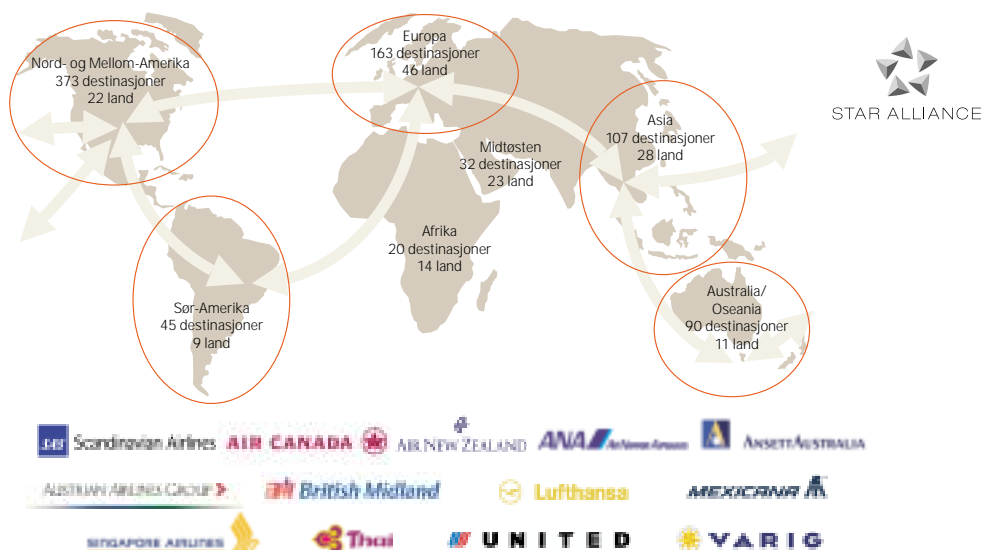 Nord- og Mellom-Amerika
373 destinasjoner
22 land
Europa
163 destinasjoner
46 land
Asia
107 destinasjoner
28 land
Midtøsten
32 destinasjoner
23 land
Afrika
20 destinasjoner
14 land
Sør-Amerika
45 destinasjoner
9 land
Australia/
Oseania
90 destinasjoner
11 land
STAR ALLIANCE
SAS Scandinavian Airlines
AIR CANADA
AIR NEW ZEALAND
ANA All Nippon Airways
ANSETT AUSTRALIA
AUSTRIAN AIRLINES GROUP
British Midland
Lufthansa
MEXICANA
SINGAPORE AIRLINES
Thai
UNITED
VARIG